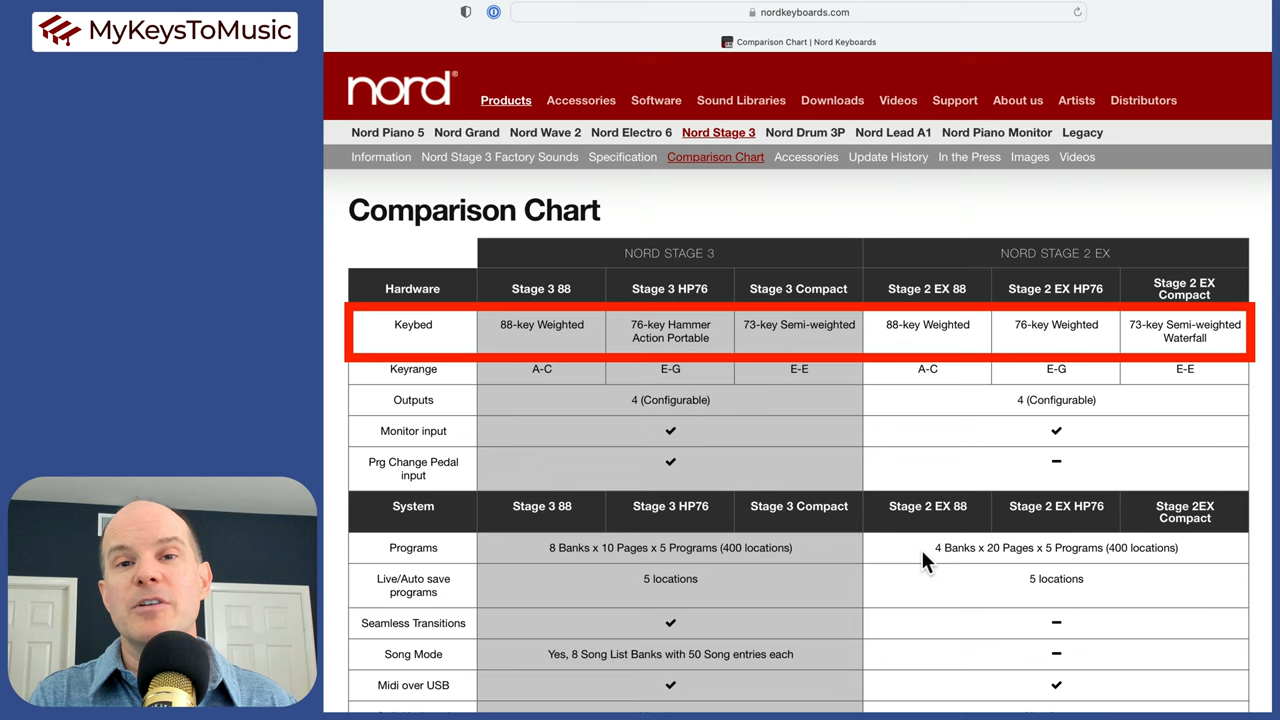 MyKeysToMusic
nordkeyboards.com
Comparison Chart | Nord Keyboards
nord®
Products Accessories Software Sound Libraries Downloads Videos Support About us Artists Distributors
Nord Piano 5 Nord Grand Nord Wave 2 Nord Electro 6 Nord Stage 3 Nord Drum 3P Nord Lead A1 Nord Piano Monitor Legacy
Information Nord Stage 3 Factory Sounds Specification Comparison Chart Accessories Update History In the Press Images Videos
Comparison Chart
NORD STAGE 3 NORD STAGE 2 EX
Hardware Stage 3 88 Stage 3 HP76 Stage 3 Compact Stage 2 EX 88 Stage 2 EX HP76 Stage 2 EX
Compact
Keybed 88-key Weighted 76-key Hammer 73-key Semi-weighted 88-key Weighted 76-key Weighted 73-key Semi-weighted
Action Portable Waterfall
Keyrange A-C E-G E-E A-C E-G E-E
Outputs 4 (Configurable) 4 (Configurable)
Monitor input
Prg Change Pedal
input
System Stage 3 88 Stage 3 HP76 Stage 3 Compact Stage 2 EX 88 Stage 2 EX HP76 Stage 2EX
Compact
Programs 8 Banks x 10 Pages x 5 Programs (400 locations) 4 Banks x 20 Pages x 5 Programs (400 locations)
Live/Auto save 5 locations 5 locations
programs
Seamless Transitions
Song Mode Yes, 8 Song List Banks with 50 Song entries each
Midi over USB